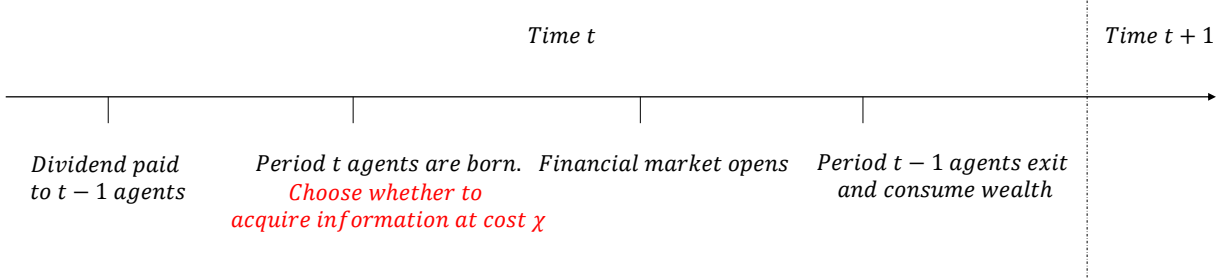 Time t
Time t + 1
Dividend paid
to t − 1 agents
Period t agents are born.
Choose whether to
acquire information at cost χ
Financial market opens
Period t − 1 agents exit
and consume wealth